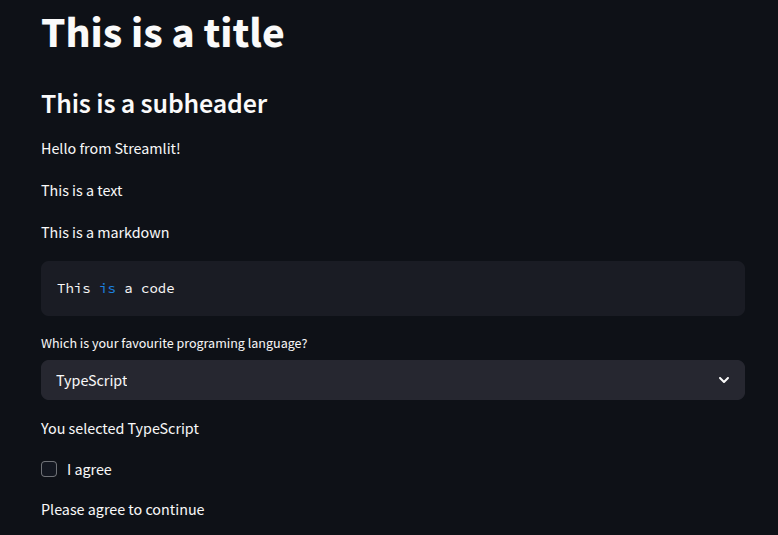 This is a title
This is a subheader
Hello from Streamlit!
This is a text
This is a markdown
This is a code
Which is your favourite programing language?
TypeScript
You selected TypeScript
I agree
Please agree to continue